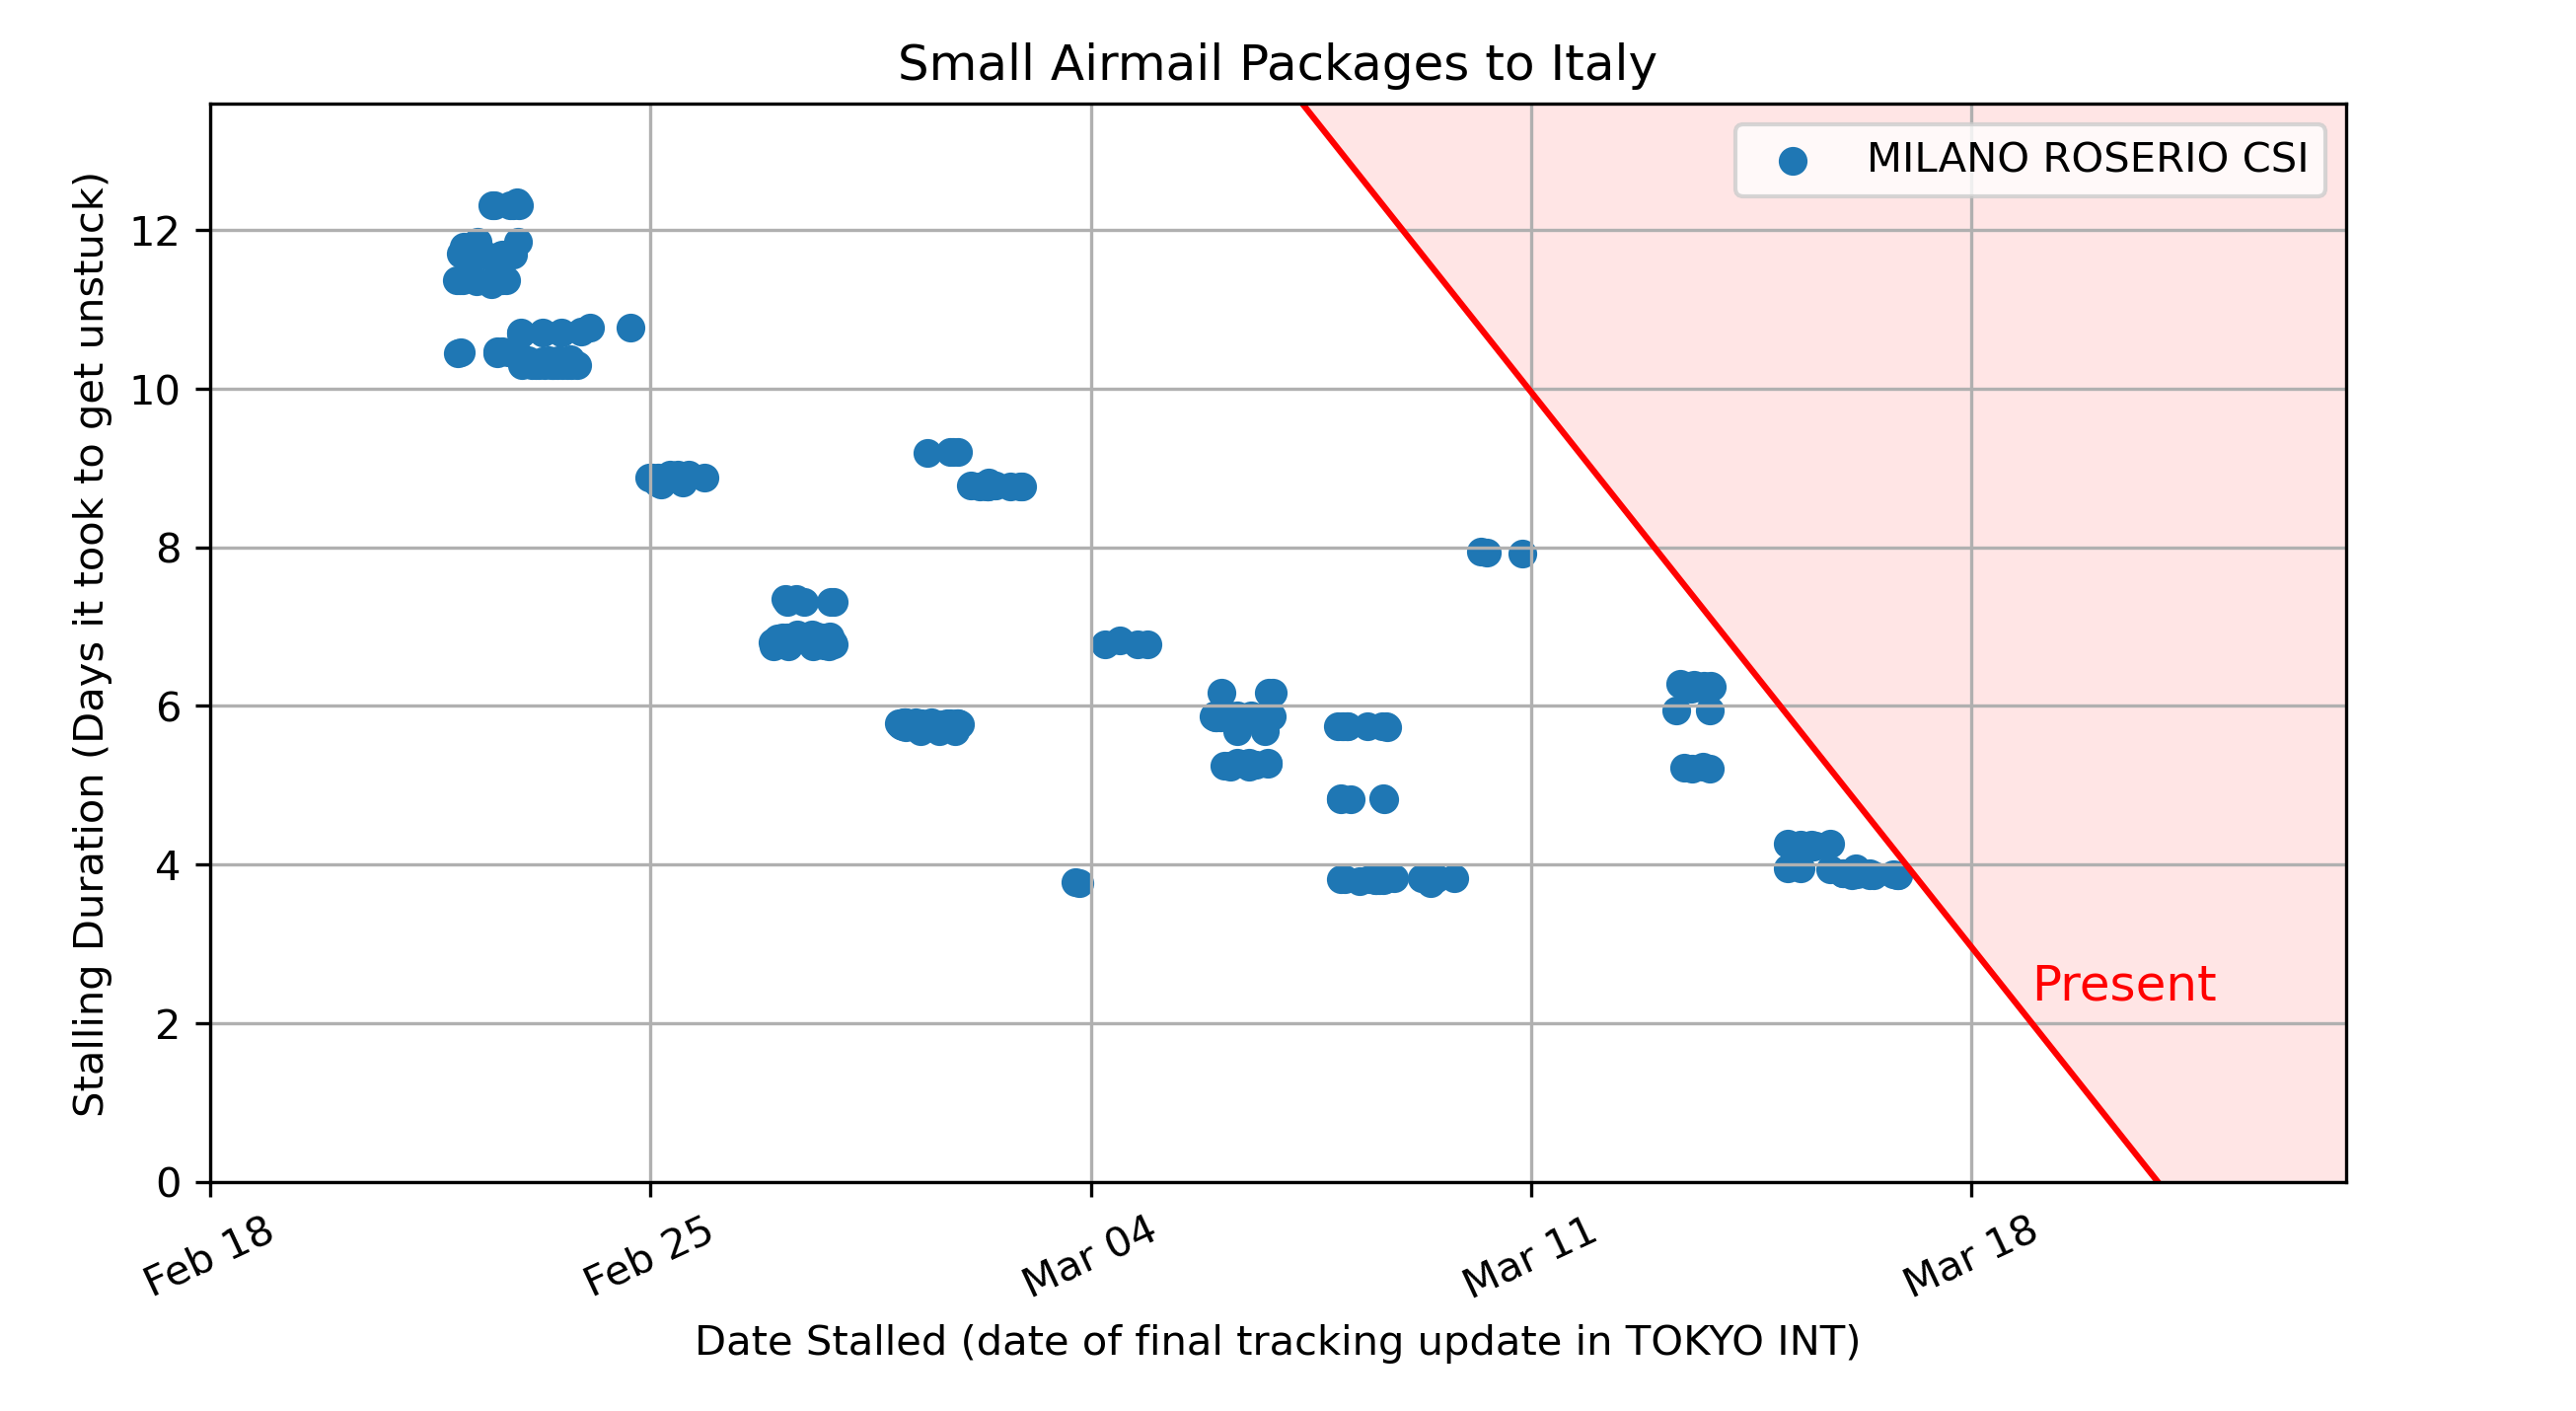 Small Airmail Packages to Italy
MILANO ROSERIO CSI
Stalling Duration (Days it took to get unstuck)
12
10
8
6
4
2
0
Present
Feb 18
Feb 25
Mar 04
Mar 11
Mar 18
Date Stalled (date of final tracking update in TOKYO INT)